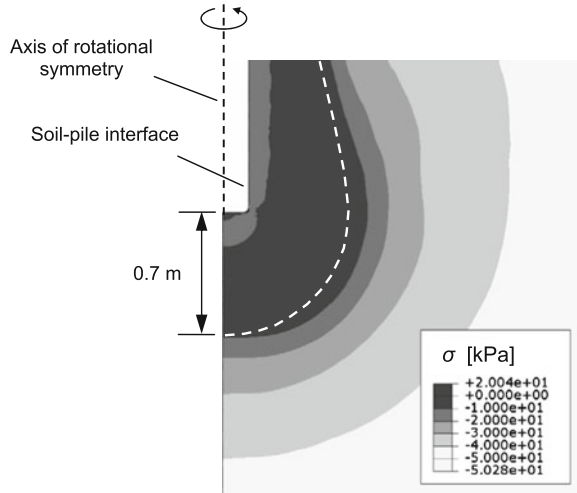 Axis of rotational
symmetry
Soil-pile interface
0.7 m
σ [kPa]
+2.004e+01
+0.000e+00
-1.000e+01
-2.000e+01
-3.000e+01
-4.000e+01
-5.000e+01
-5.028e+01